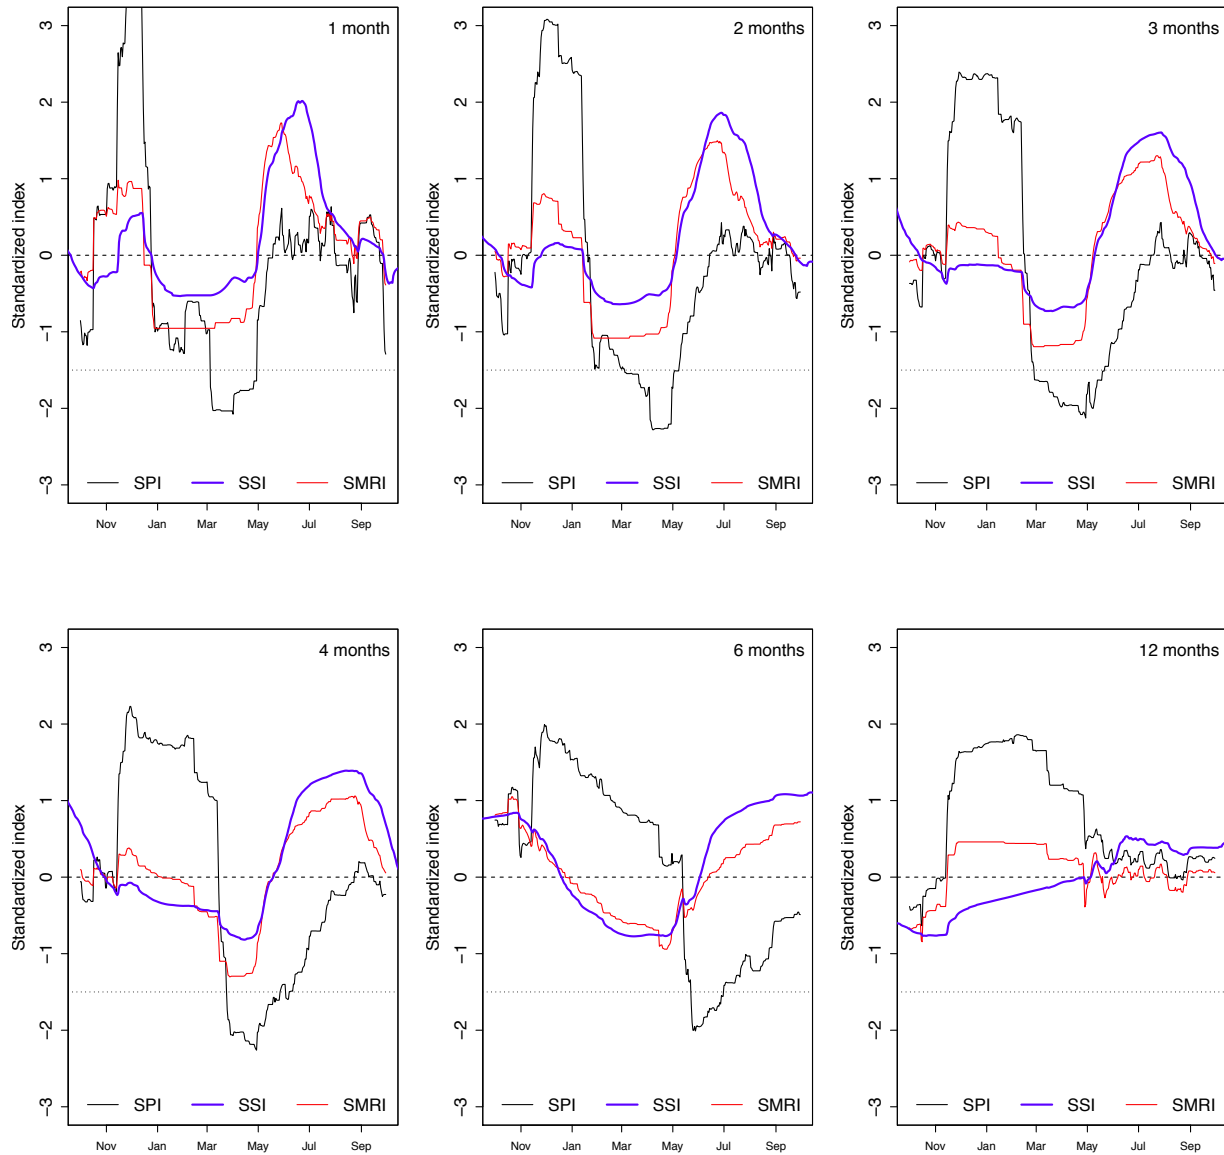 1 month
Standardized index
3
2
1
0
−1
−2
−3
SPI SSI SMRI
Nov Jan Mar May Jul Sep
2 months
Standardized index
3
2
1
0
−1
−2
−3
SPI SSI SMRI
Nov Jan Mar May Jul Sep
3 months
Standardized index
3
2
1
0
−1
−2
−3
SPI SSI SMRI
Nov Jan Mar May Jul Sep
4 months
Standardized index
3
2
1
0
−1
−2
−3
SPI SSI SMRI
Nov Jan Mar May Jul Sep
6 months
Standardized index
3
2
1
0
−1
−2
−3
SPI SSI SMRI
Nov Jan Mar May Jul Sep
12 months
Standardized index
3
2
1
0
−1
−2
−3
SPI SSI SMRI
Nov Jan Mar May Jul Sep